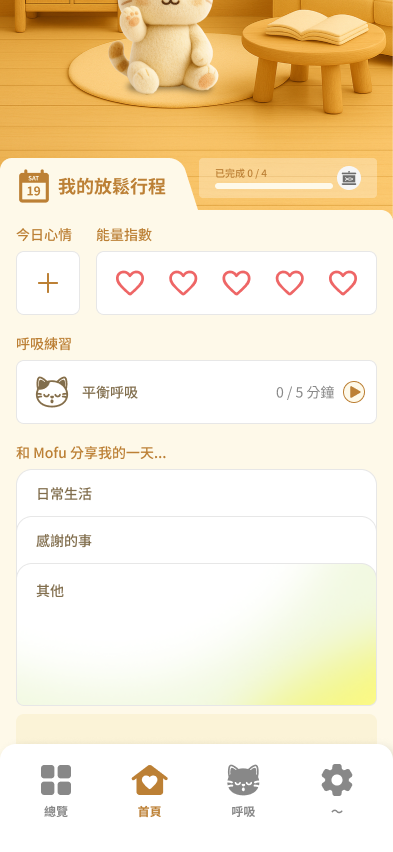 SAT
19
我的放鬆行程
已完成 0 / 4
今日心情
能量指數
呼吸練習
平衡呼吸
0 / 5 分鐘
和 Mofu 分享我的一天...
日常生活
感謝的事
其他
總覽
首頁
呼吸
～